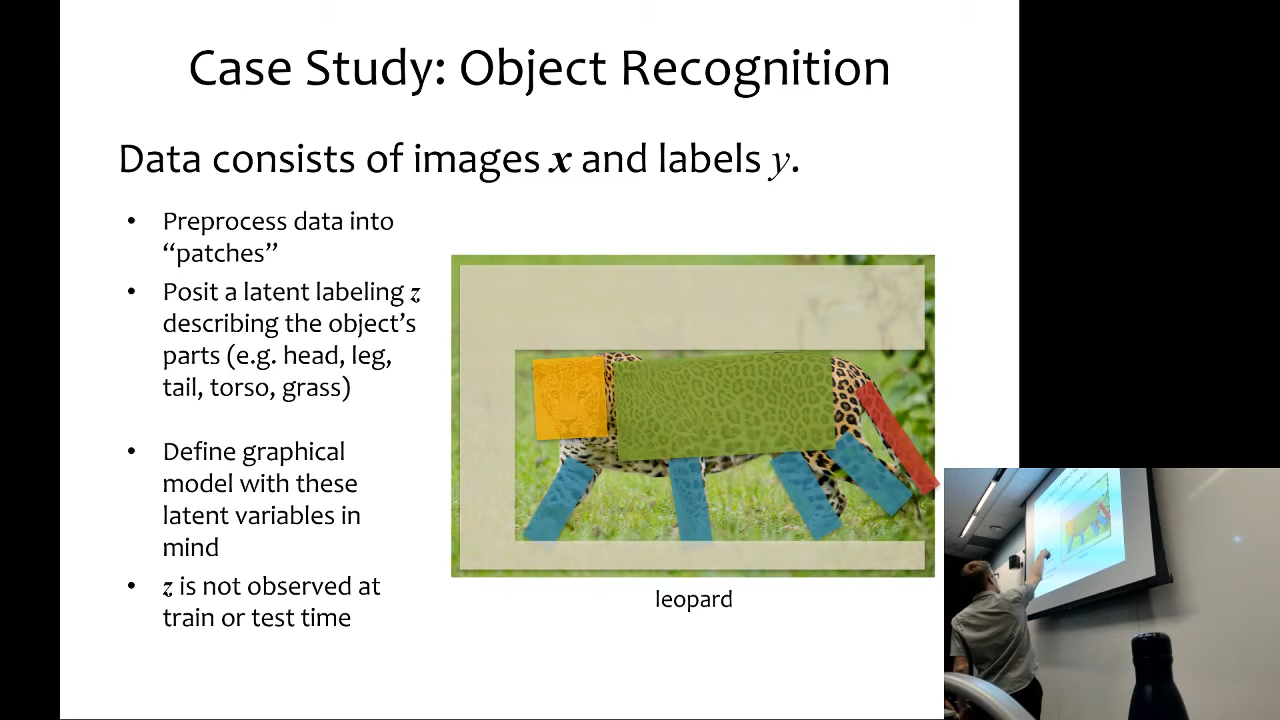 Case Study: Object Recognition
Data consists of images x and labels y.
• Preprocess data into
“patches”
• Posit a latent labeling z
describing the object’s
parts (e.g. head, leg,
tail, torso, grass)
• Define graphical
model with these
latent variables in
mind
• z is not observed at
train or test time
leopard